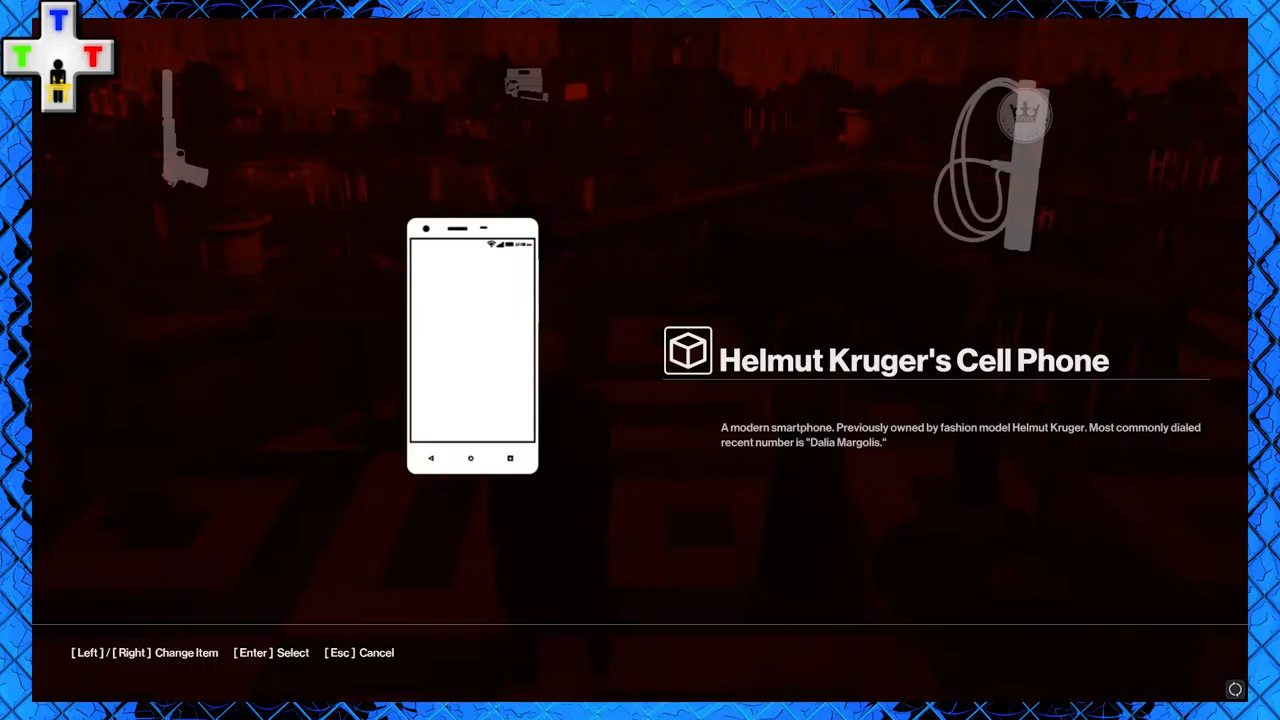 T
T T
Helmut Kruger's Cell Phone
A modern smartphone. Previously owned by fashion model Helmut Kruger. Most commonly dialed
recent number is "Dalia Margolis."
[ Left ] / [ Right ] Change Item [ Enter ] Select [ Esc ] Cancel